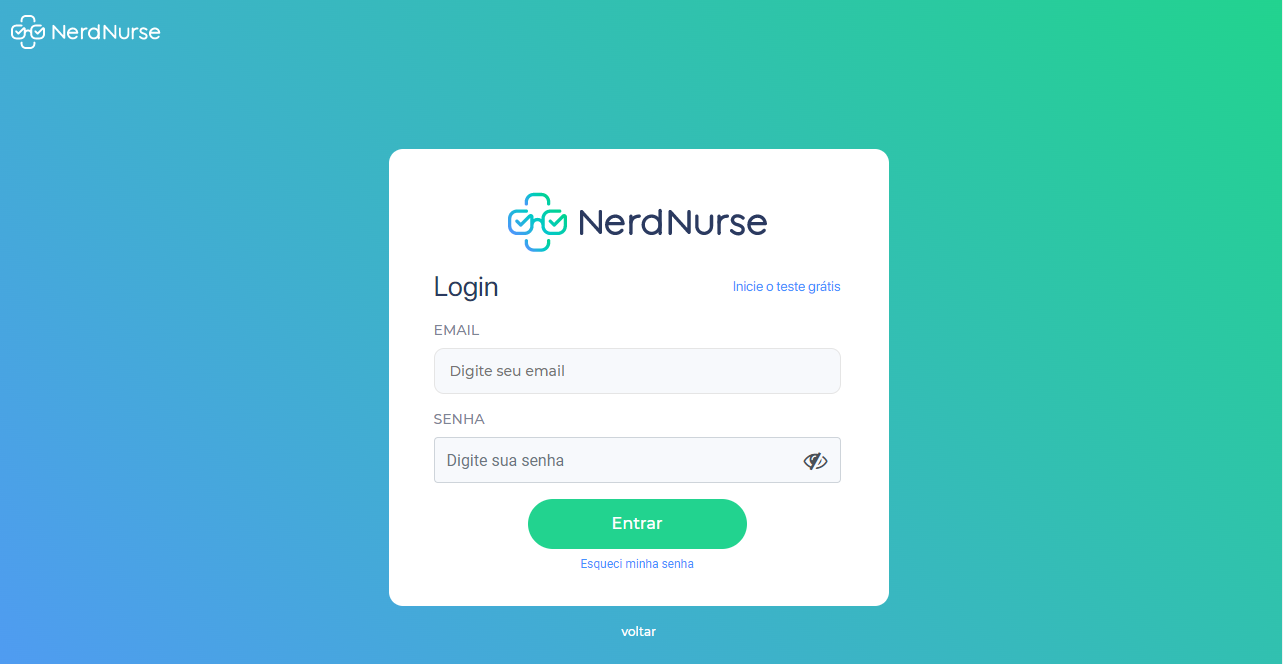 NerdNurse
NerdNurse
Login
Inicie o teste grátis
EMAIL
Digite seu email
SENHA
Digite sua senha
Entrar
Esqueci minha senha
voltar